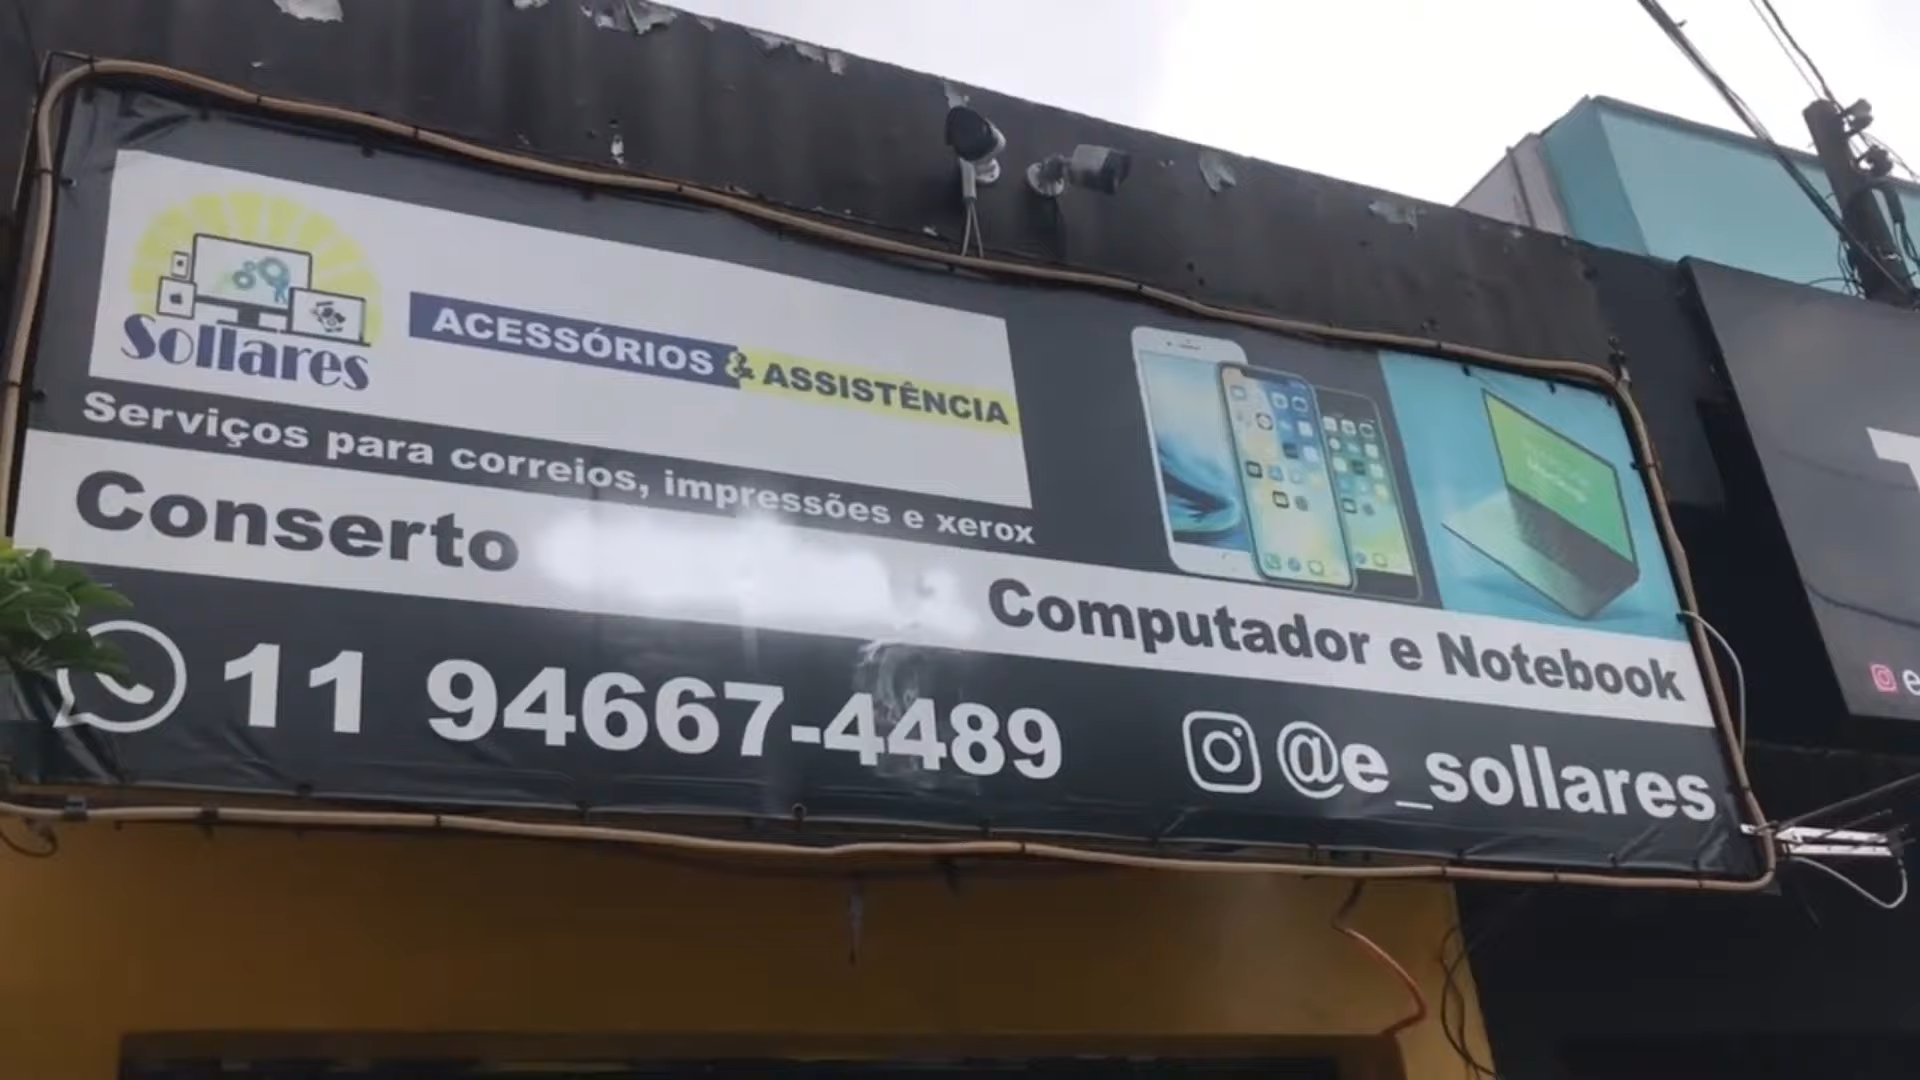 Sollares
ACESSÓRIOS & ASSISTÊNCIA
Serviços para correios, impressões e xerox
Conserto Computador e Notebook
11 94667-4489
@e_sollares